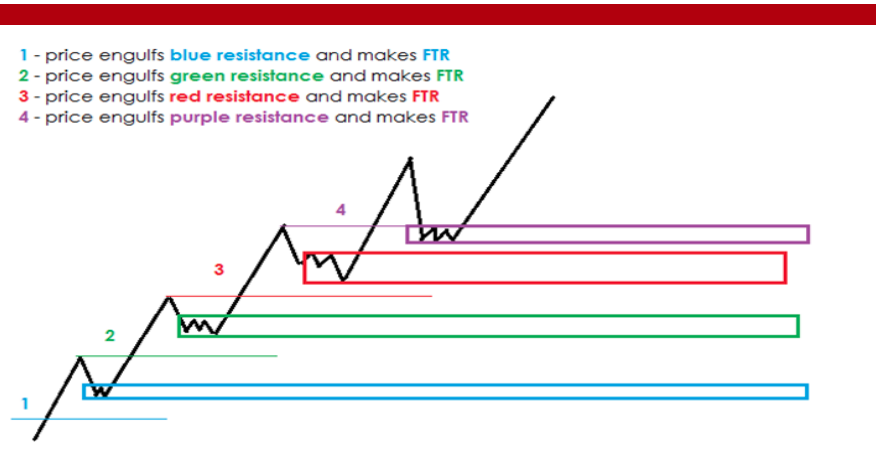 1 - price engulfs blue resistance and makes FTR
2 - price engulfs green resistance and makes FTR
3 - price engulfs red resistance and makes FTR
4 - price engulfs purple resistance and makes FTR
4
3
2
1